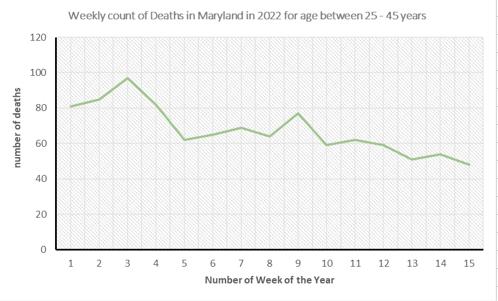 Weekly count of Deaths in Maryland in 2022 for age between 25 - 45 years
120
100
80
60
40
20
0
number of deaths
1 2 3 4 5 6 7 8 9 10 11 12 13 14 15
Number of Week of the Year